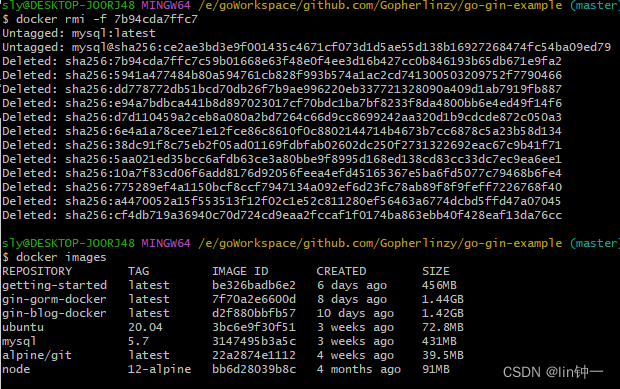 sly@DESKTOP-JOORJ48 MINGW64 /e/goWorkspace/github.com/Gopherlinzy/go-gin-example (master)
$ docker rmi -f 7b94cda7ffc7
Untagged: mysql:latest
Untagged: mysql@sha256:ce2ae3bd3e9f001435c4671cf073d1d5ae55d138b16927268474fc54ba09ed79
Deleted: sha256:7b94cda7ffc7c59b01668e63f48e0f4ee3d16b427cc0b846193b65db671e9fa2
Deleted: sha256:5941a477484b80a594761cb828f993b574a1ac2cd741300503209752f7790466
Deleted: sha256:dd778772db51bcd70db26f7b9ae996220eb337721328090a409d1ab7919fb887
Deleted: sha256:e94a7bdbca441b8d897023017cf70bdc1ba7bf8233f8da4800bb6e4ed49f14f6
Deleted: sha256:d7d110459a2ceb8a080a2bd7264c66d9cc8699242aa320d1b9cdcde872c050a3
Deleted: sha256:6e4a1a78cee71e12fce86c8610f0c8802144714b4673b7cc6878c5a23b58d134
Deleted: sha256:38dc91f8c75eb2f05ad01169fdbfab02602dc250f2731322692eac67c9b41f71
Deleted: sha256:5aa021ed35bcc6afdb63ce3a80bbe9f8995d168ed138cd83cc33dc7ec9ea6ee1
Deleted: sha256:10a7f83cd06f6add8176d92056feea4efd45165367e5ba6fd5077c79468b6fe4
Deleted: sha256:775289ef4a1150bcf8ccf7947134a092ef6d23fc78ab89f8f9feff7226768f40
Deleted: sha256:a4470052a15f553513f12f02c1e52c811280ef56463a6774dcbd5ffd47a07045
Deleted: sha256:cf4db719a36940c70d724cd9eaa2fccaf1f0174ba863ebb40f428eaf13da76cc
sly@DESKTOP-JOORJ48 MINGW64 /e/goWorkspace/github.com/Gopherlinzy/go-gin-example (master)
$ docker images
REPOSITORY TAG IMAGE ID CREATED SIZE
getting-started latest be326badb6e2 6 days ago 456MB
gin-gorm-docker latest 7f70a2e6600d 8 days ago 1.44GB
gin-blog-docker latest d2f880bbfb57 10 days ago 1.42GB
ubuntu 20.04 3bc6e9f30f51 3 weeks ago 72.8MB
mysql 5.7 3147495b3a5c 3 weeks ago 431MB
alpine/git latest 22a2874e1112 4 weeks ago 39.5MB
node 12-alpine bb6d28039b8c 4 months ago 91MB
CSDN @lin钟一